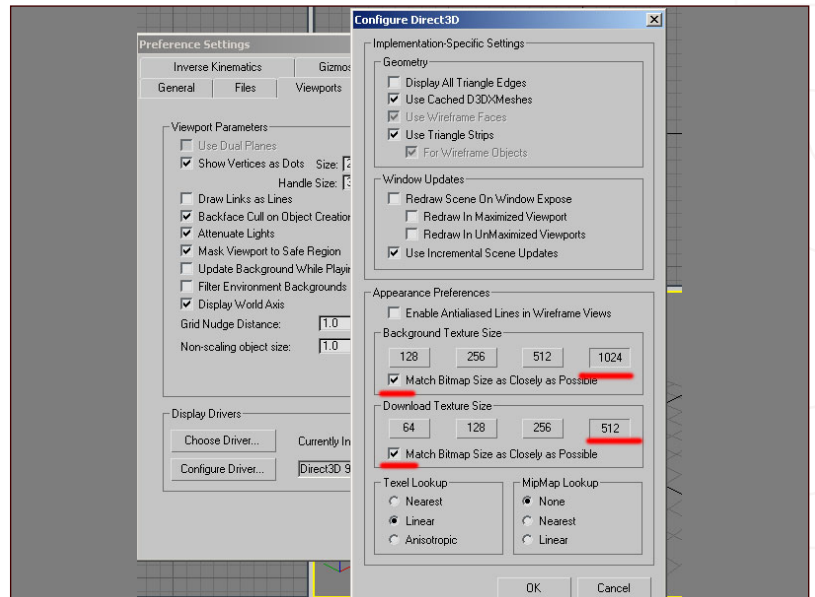 Preference Settings
Inverse Kinematics
General Files Viewports
Viewport Parameters
Use Dual Planes
Show Vertices as Dots Size:
Handle Size:
Draw Links as Lines
Backface Cull on Object Creation
Attenuate Lights
Mask Viewport to Safe Region
Update Background While
Filter Environment Backgrounds
Display World Axis
Grid Nudge Distance: 1.0
Non-scaling object size: 1.0
Display Drivers
Choose Driver... Currently
Configure Driver... Direct3D 9
Configure Direct3D
Implementation-Specific Settings
Geometry
Display All Triangle Edges
Use Cached D3DXMeshes
Use Wireframe Faces
Use Triangle Strips
For Wireframe Objects
Window Updates
Redraw Scene On Window Expose
Redraw In Maximized Viewport
Redraw In UnMaximized Viewports
Use Incremental Scene Updates
Appearance Preferences
Enable Antialiased Lines in Wireframe Views
Background Texture Size
128 256 512 1024
Match Bitmap Size as Closely as Possible
Download Texture Size
64 128 256 512
Match Bitmap Size as Closely as Possible
Texel Lookup
Nearest
Linear
Anisotropic
MipMap Lookup
None
Nearest
Linear
OK Cancel